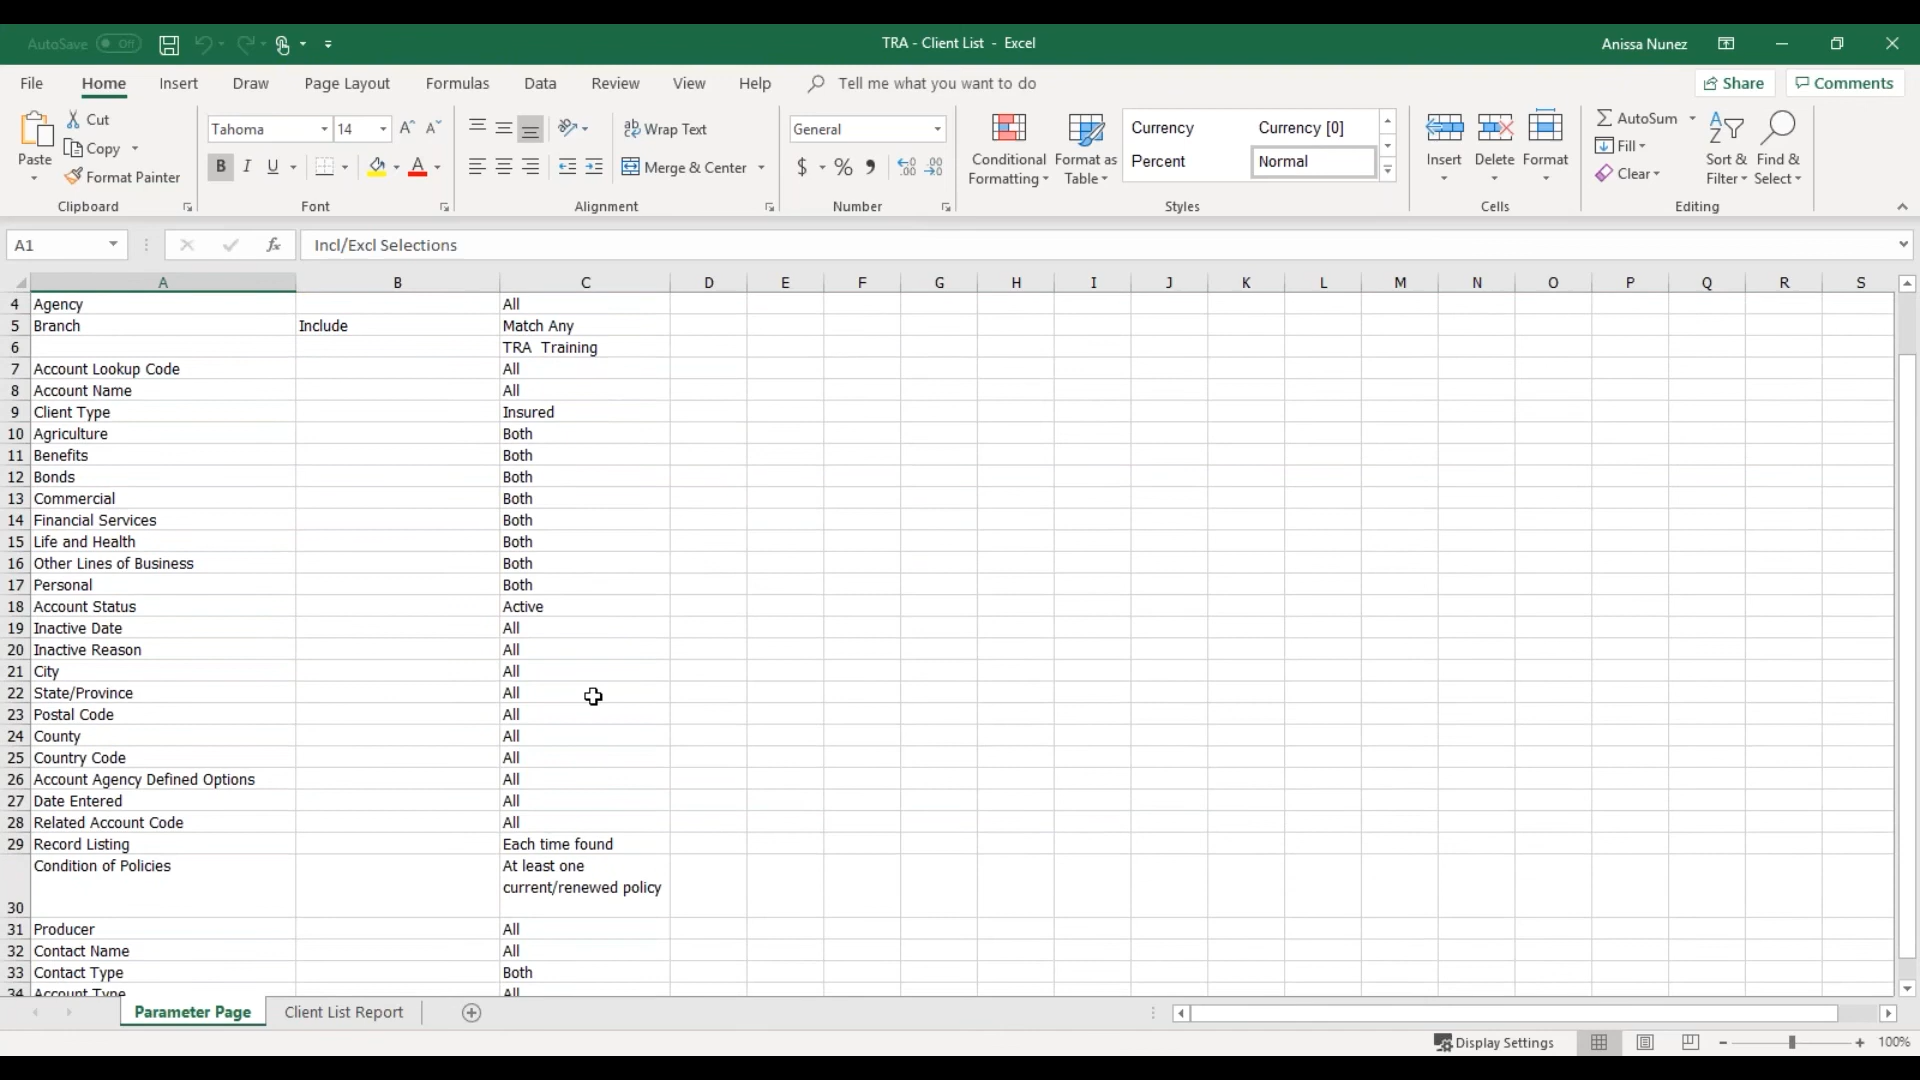 AutoSave Off
TRA - Client List - Excel
Anissa Nunez
File Home Insert Draw Page Layout Formulas Data Review View Help Tell me what you want to do
Share Comments
Paste
Cut
Copy
Format Painter
Clipboard
Tahoma 14
B I U
Font
Wrap Text
Merge & Center
Alignment
General
$ % ,
Number
Conditional Formatting
Format as Table
Currency Currency [0]
Percent Normal
Styles
Insert Delete Format
Cells
AutoSum
Fill
Clear
Sort & Filter
Find & Select
Editing
A1 fx Incl/Excl Selections
A B C D E F G H I J K L M N O P Q R S
4 Agency All
5 Branch Include Match Any
6 TRA Training
7 Account Lookup Code All
8 Account Name All
9 Client Type Insured
10 Agriculture Both
11 Benefits Both
12 Bonds Both
13 Commercial Both
14 Financial Services Both
15 Life and Health Both
16 Other Lines of Business Both
17 Personal Both
18 Account Status Active
19 Inactive Date All
20 Inactive Reason All
21 City All
22 State/Province All
23 Postal Code All
24 County All
25 Country Code All
26 Account Agency Defined Options All
27 Date Entered All
28 Related Account Code All
29 Record Listing Each time found
Condition of Policies At least one
current/renewed policy
30
31 Producer All
32 Contact Name All
33 Contact Type Both
34 Account Type All
Parameter Page Client List Report
Display Settings 100%